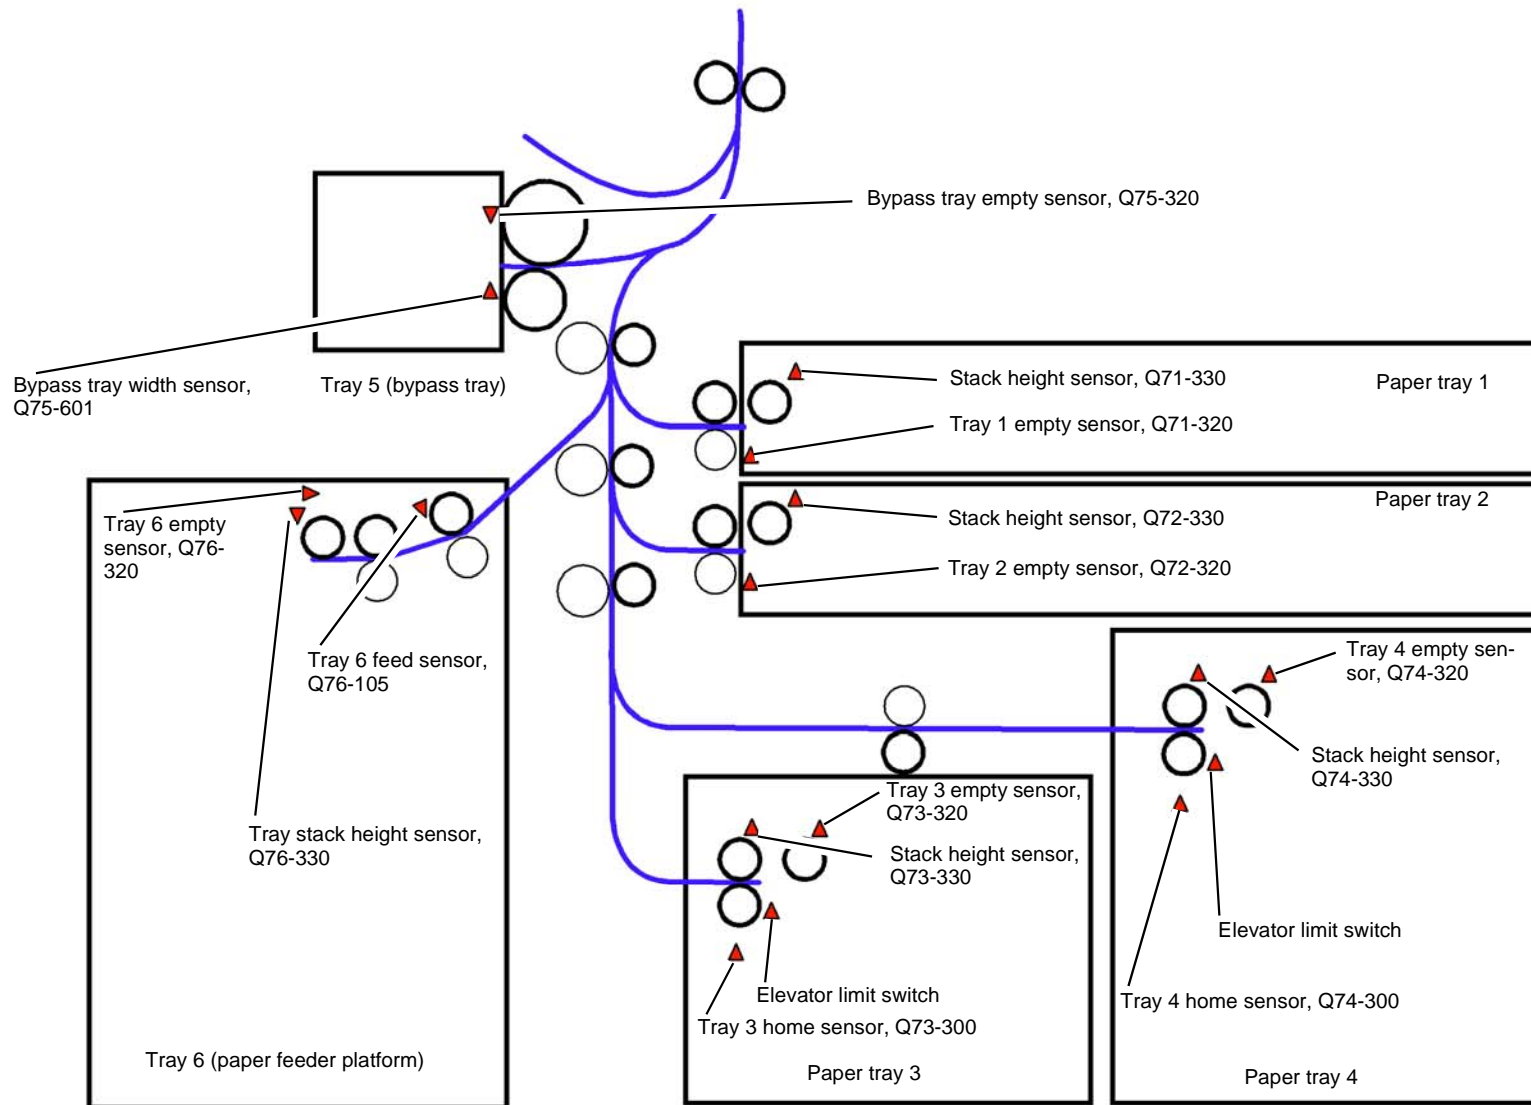 Bypass tray empty sensor, Q75-320
Bypass tray width sensor,
Q75-601
Tray 5 (bypass tray)
Stack height sensor, Q71-330
Paper tray 1
Tray 1 empty sensor, Q71-320
Paper tray 2
Stack height sensor, Q72-330
Tray 2 empty sensor, Q72-320
Tray 6 empty
sensor, Q76-
320
Tray 6 feed sensor,
Q76-105
Tray 4 empty sen-
sor, Q74-320
Stack height sensor,
Q74-330
Tray 3 empty sensor,
Q73-320
Tray stack height sensor,
Q76-330
Stack height sensor,
Q73-330
Elevator limit switch
Elevator limit switch
Tray 4 home sensor, Q74-300
Tray 3 home sensor, Q73-300
Tray 6 (paper feeder platform)
Paper tray 3
Paper tray 4